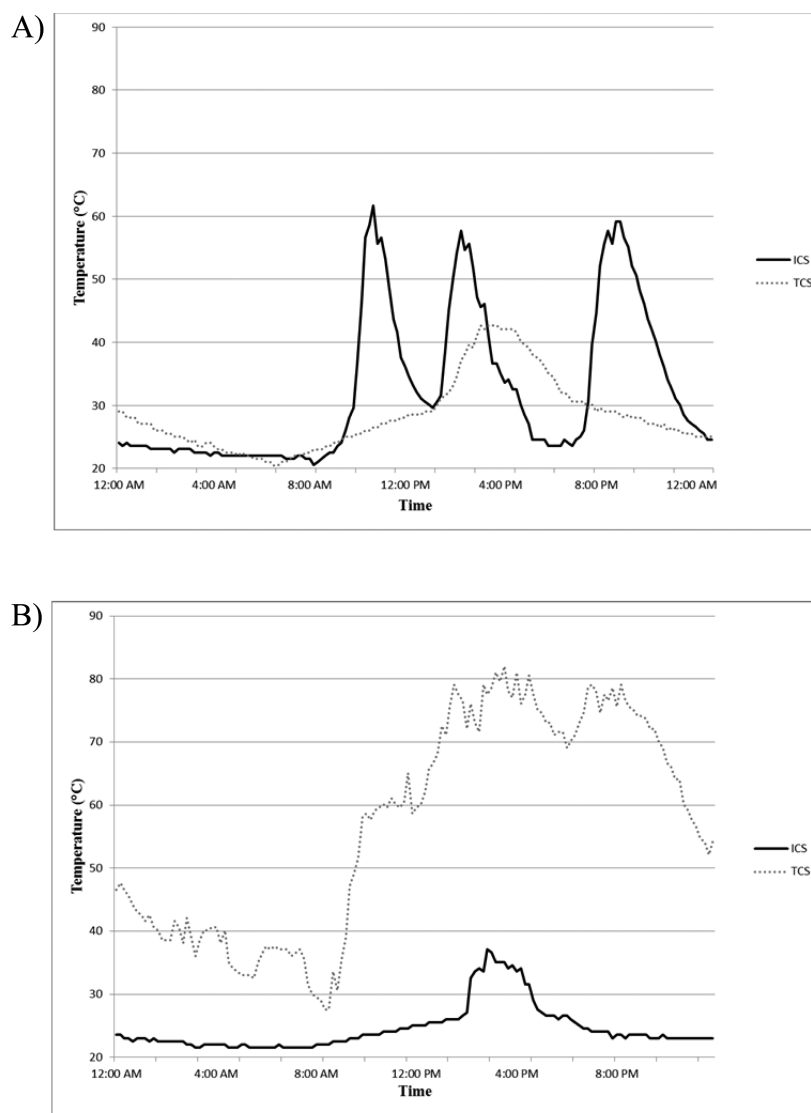 A)
90
80
70
60
50
40
30
20
Temperature (°C)
12:00 AM 4:00 AM 8:00 AM 12:00 PM 4:00 PM 8:00 PM 12:00 AM
Time
ICS
TCS
B)
90
80
70
60
50
40
30
20
Temperature (°C)
12:00 AM 4:00 AM 8:00 AM 12:00 PM 4:00 PM 8:00 PM
Time
ICS
TCS